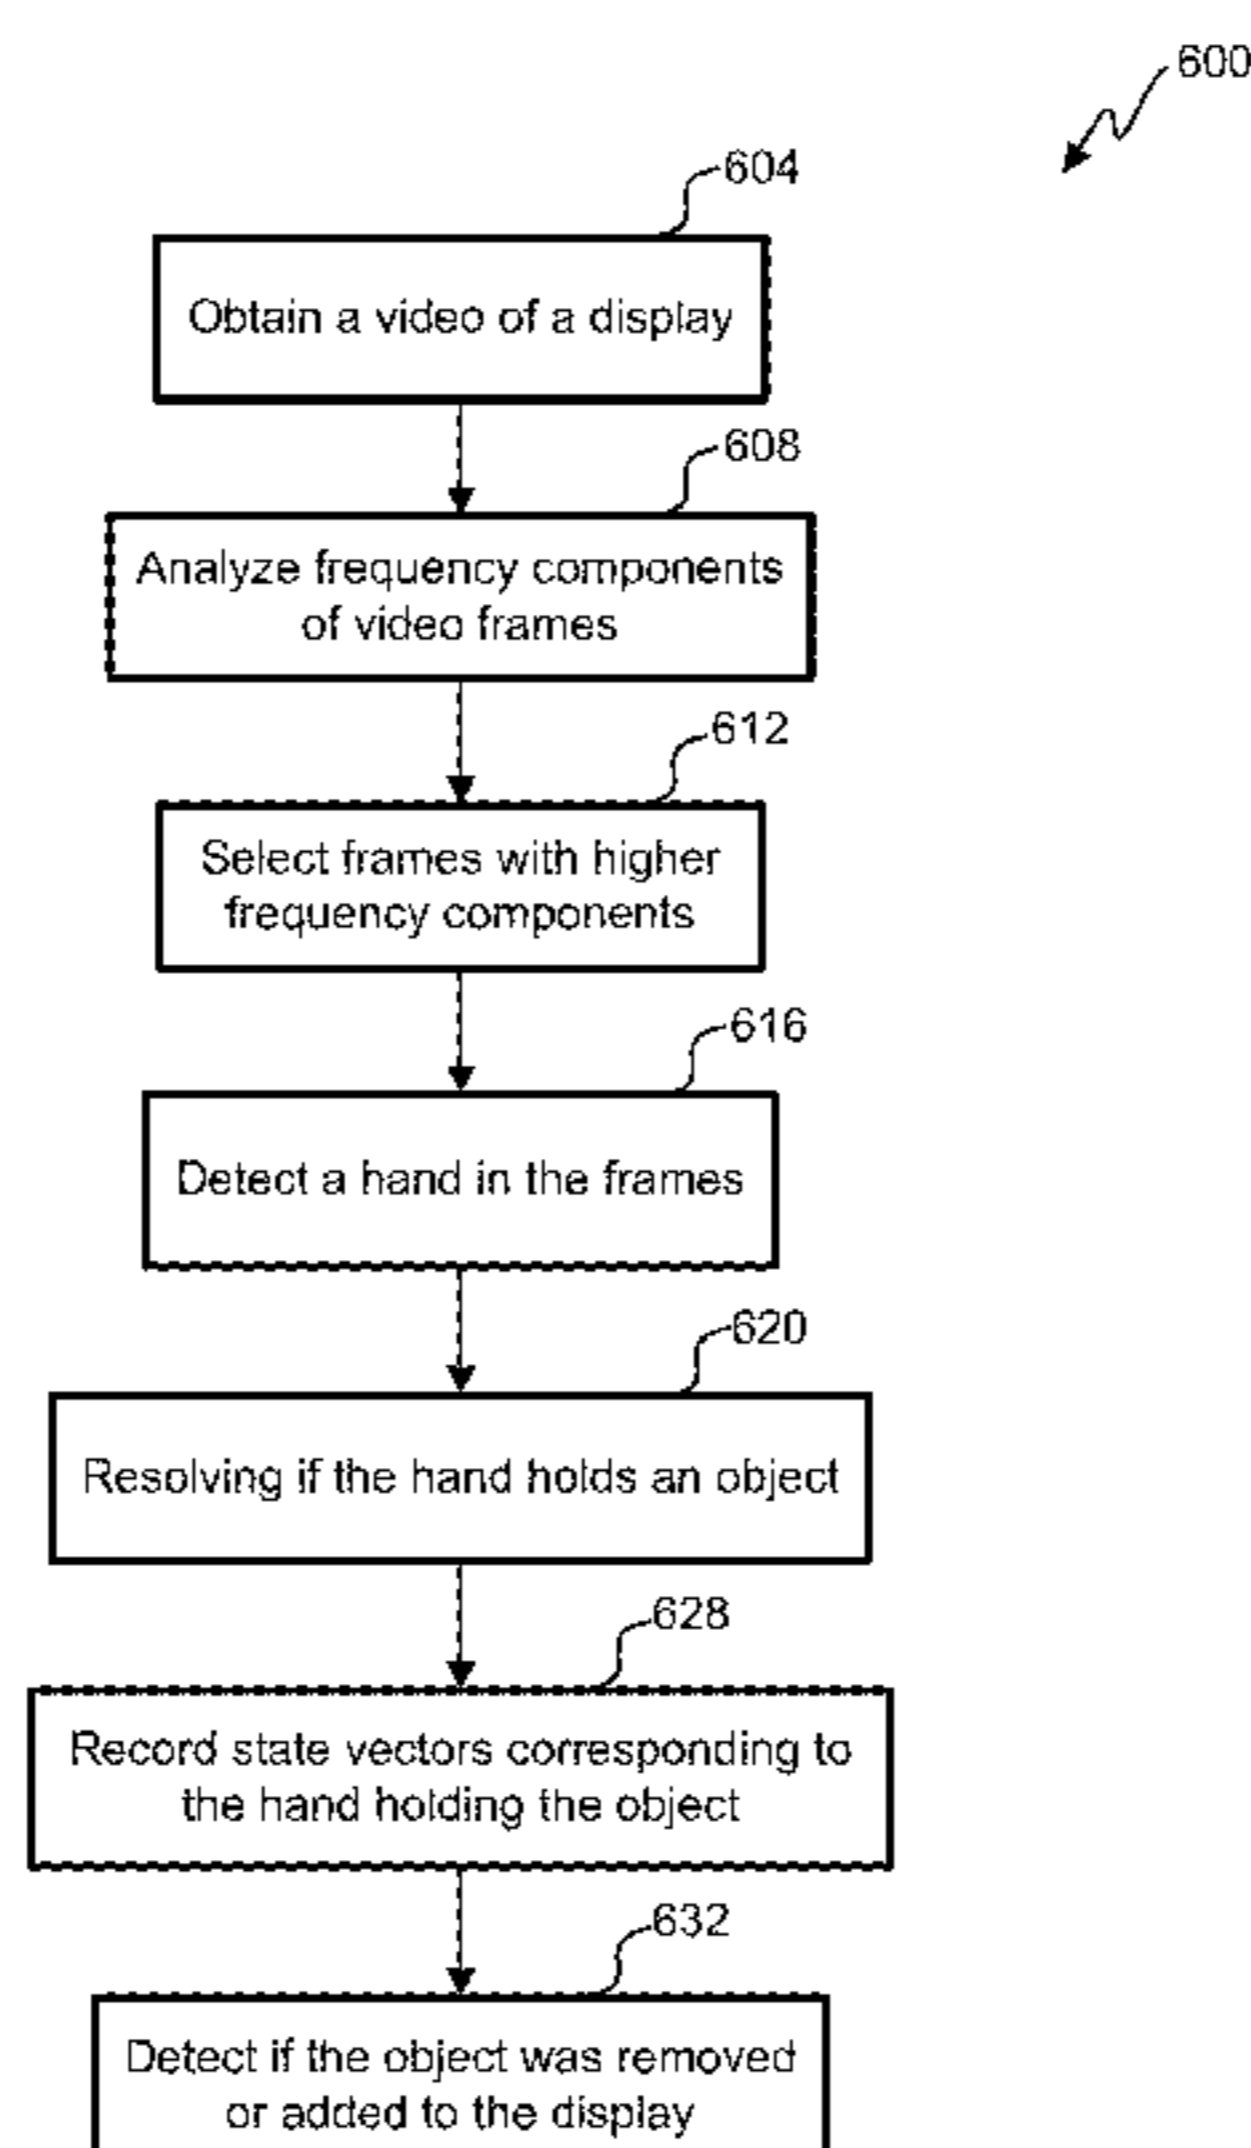 600
604
Obtain a video of a display
608
Analyze frequency components
of video frames
612
Select frames with higher
frequency components
616
Detect a hand in the frames
620
Resolving if the hand holds an object
628
Record state vectors corresponding to
the hand holding the object
632
Detect if the object was removed
or added to the display